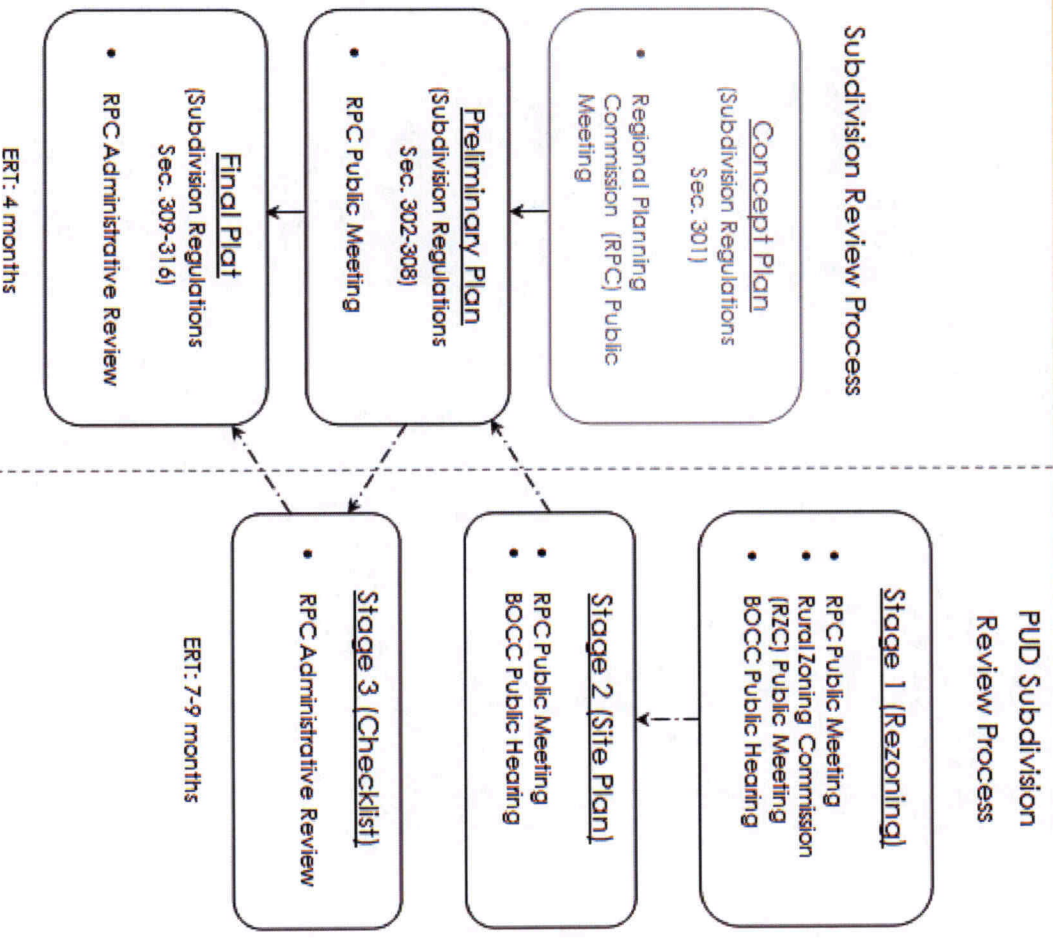 Subdivision Review Process
Concept Plan
(Subdivision Regulations
Sec. 301)
• Regional Planning
Commission (RPC) Public
Meeting
Preliminary Plan
(Subdivision Regulations
Sec. 302-308)
• RPC Public Meeting
Final Plat
(Subdivision Regulations
Sec. 309-316)
• RPC Administrative Review
ERT: 4 months
PUD Subdivision
Review Process
Stage 1 (Rezoning)
• RPC Public Meeting
• Rural Zoning Commission
(RZC) Public Meeting
• BOCC Public Hearing
Stage 2 (Site Plan)
• RPC Public Meeting
• BOCC Public Hearing
Stage 3 (Checklist)
• RPC Administrative Review
ERT: 7-9 months